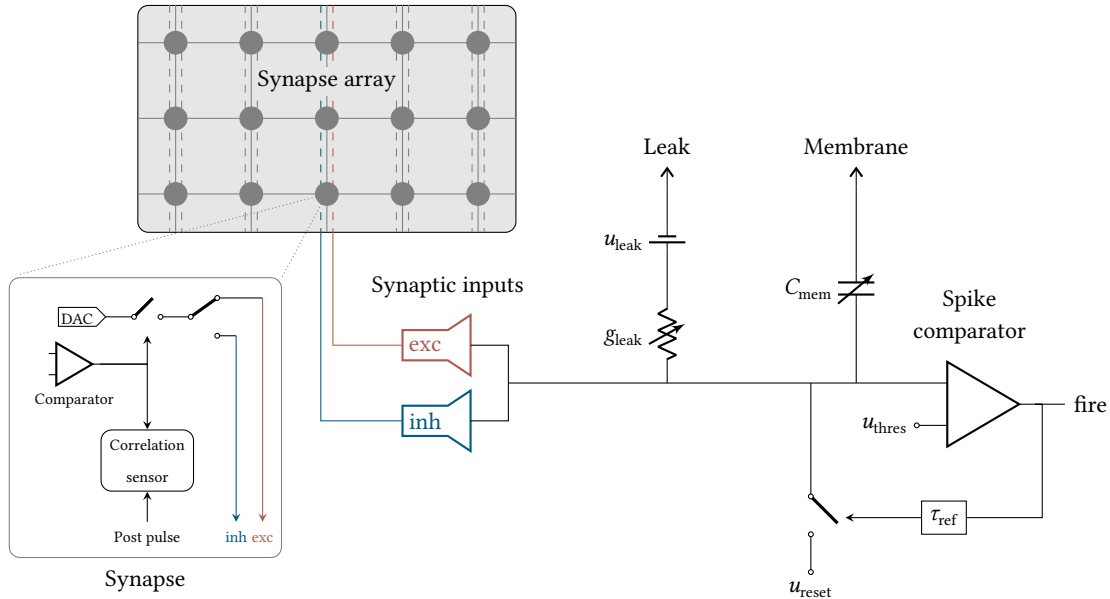 Synapse array
Leak
Membrane
u_leak
Synaptic inputs
C_mem
Spike
comparator
DAC
g_leak
exc
Comparator
inh
fire
u_thres
Correlation
sensor
τ_ref
Post pulse
inh exc
Synapse
u_reset